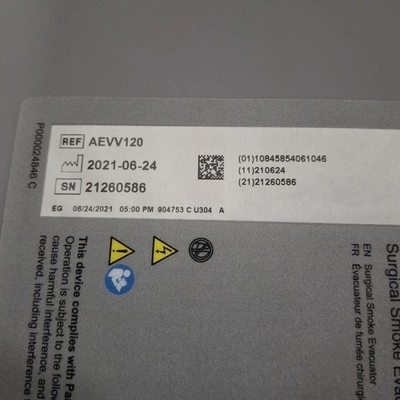 P000024846 C
REF AEVV120
2021-06-24
SN 21260586
(01)10845854061046
(11)210624
(21)21260586
EG 06/24/2021 05:00 PM 904753 C U304 A
This device complies with Pa
Operation is subject to the follo
cause harmful interference, and
received, including interference
Surgical Smoke Eva
EN Surgical Smoke Evacuator
FR Évacuateur de fumée chirurgi